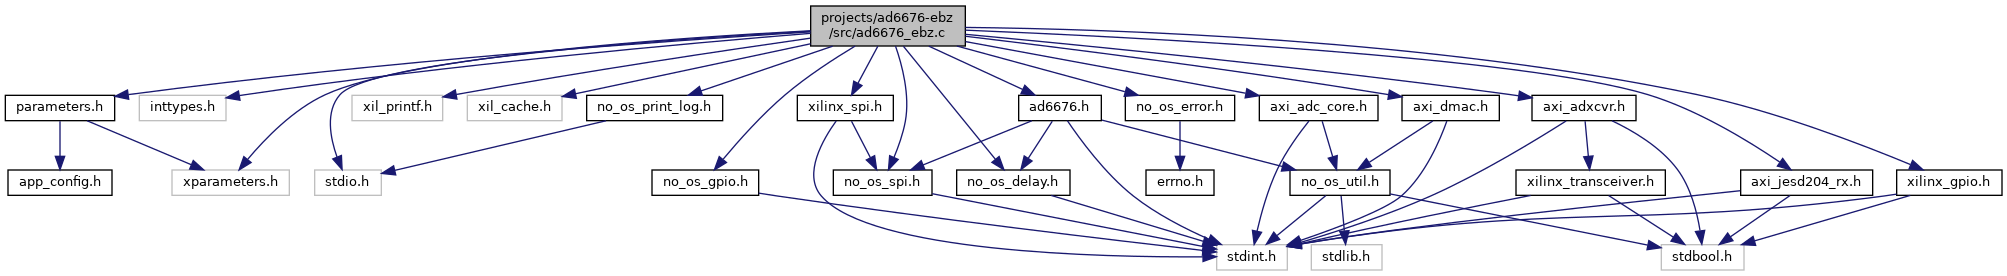 projects/ad6676-ebz
/src/ad6676_ebz.c
parameters.h
inttypes.h
xil_printf.h
xil_cache.h
no_os_print_log.h
xilinx_spi.h
ad6676.h
no_os_error.h
axi_adc_core.h
axi_dmac.h
axi_adxcvr.h
app_config.h
xparameters.h
stdio.h
no_os_gpio.h
no_os_spi.h
no_os_delay.h
errno.h
no_os_util.h
xilinx_transceiver.h
axi_jesd204_rx.h
xilinx_gpio.h
stdint.h
stdlib.h
stdbool.h